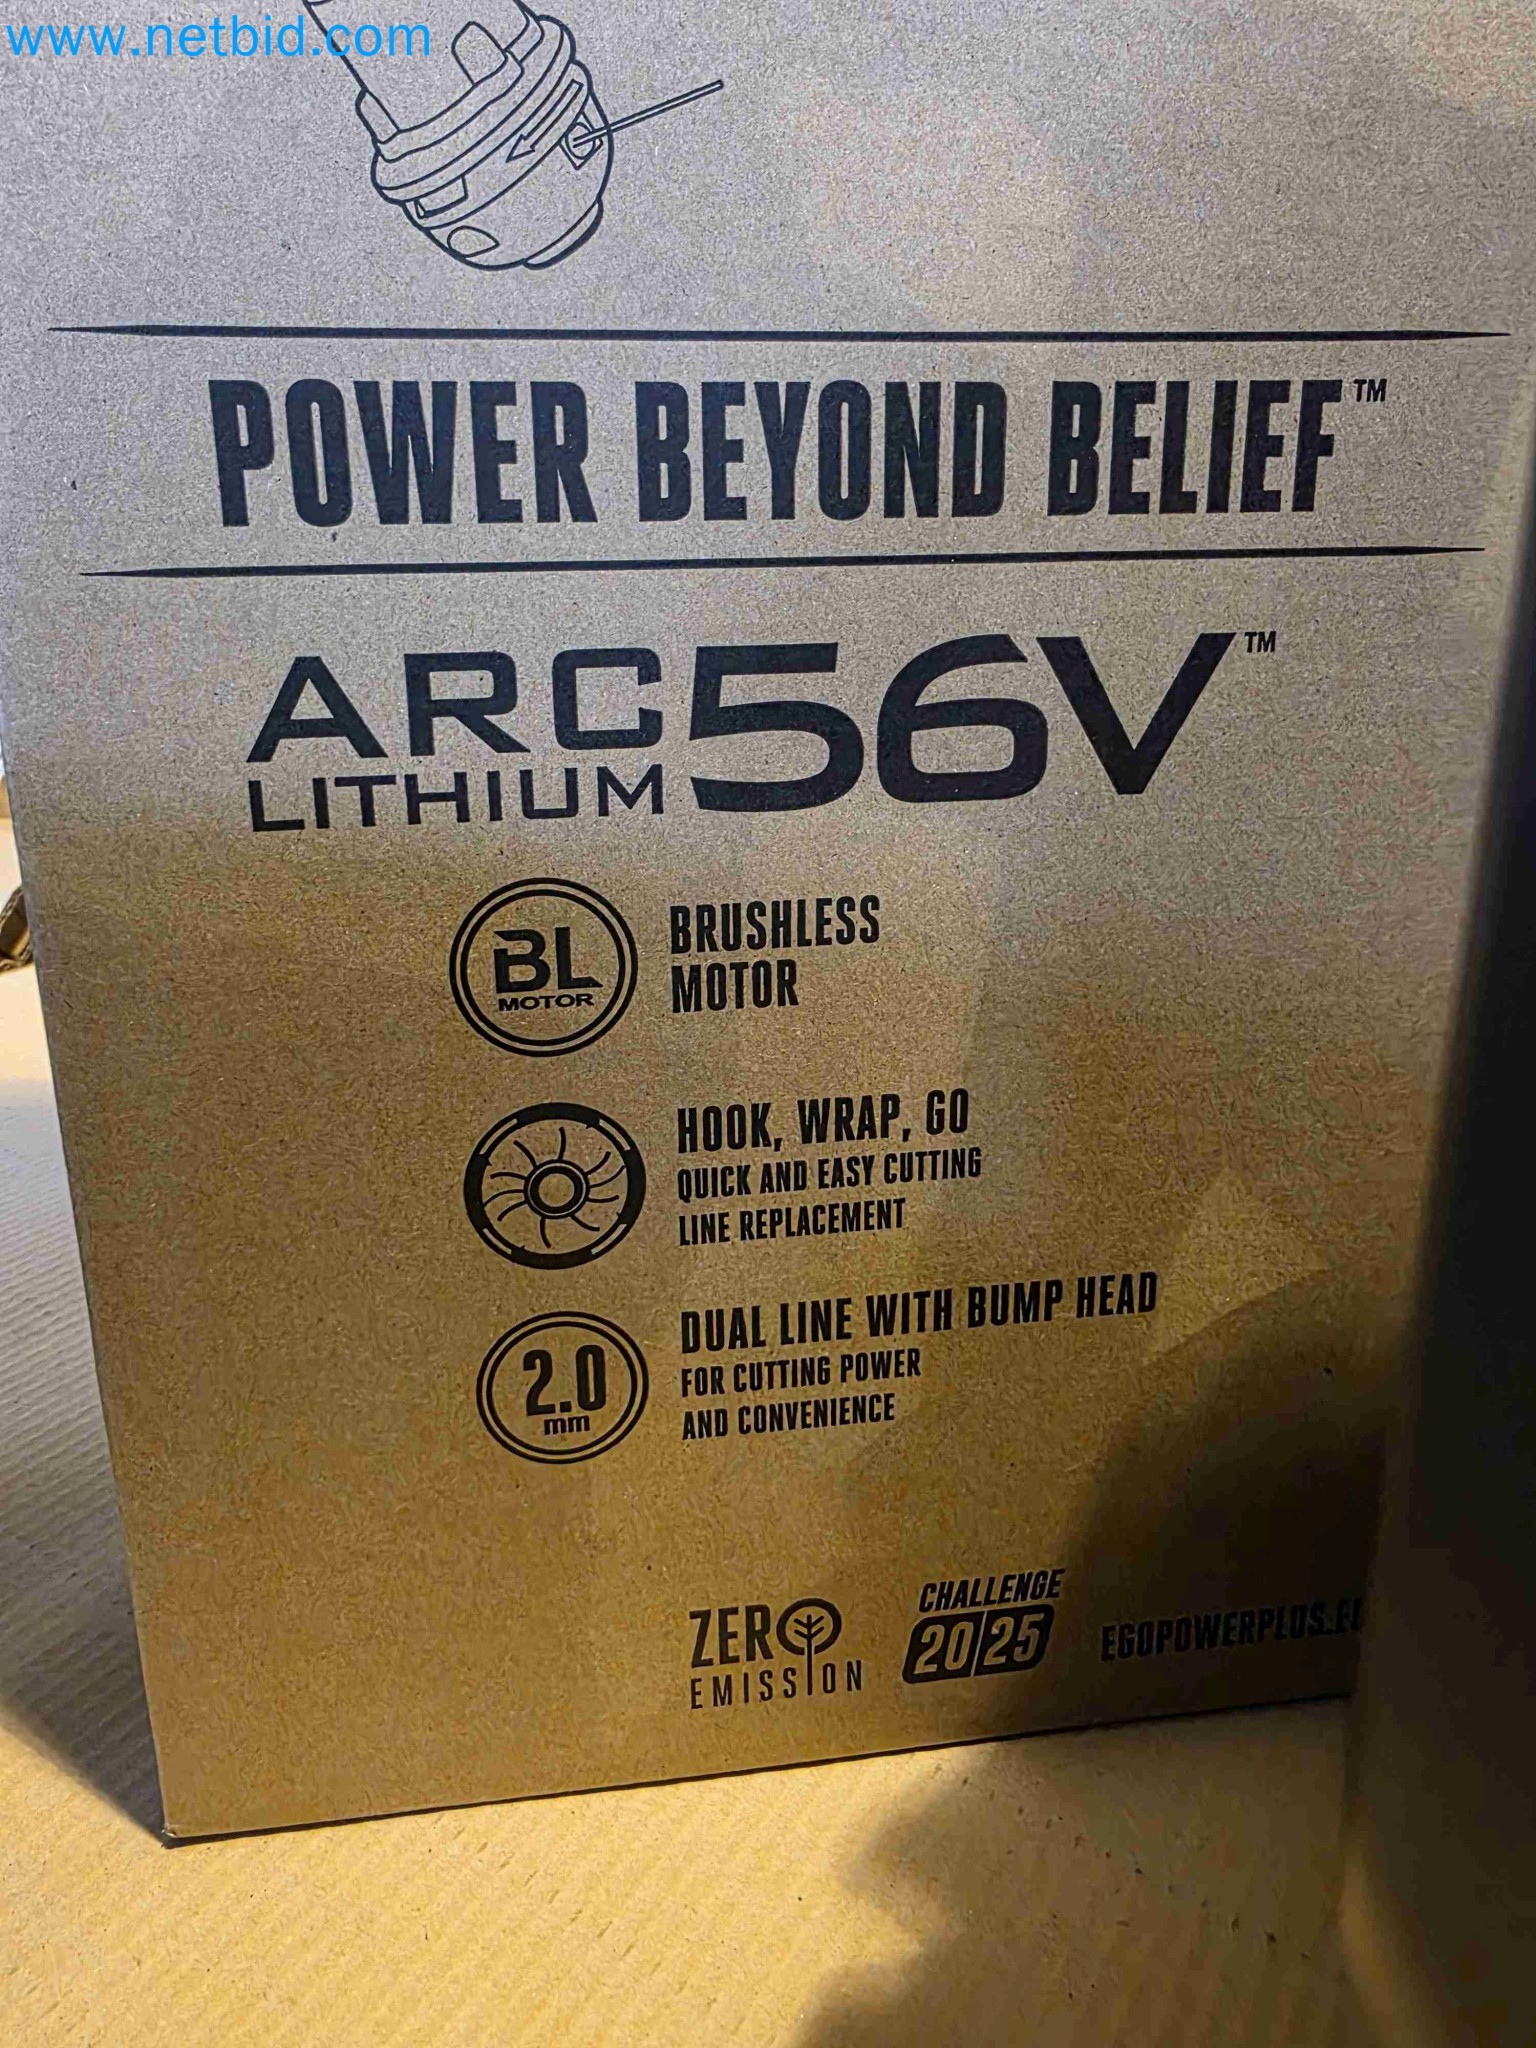 www.netbid.com
POWER BEYOND BELIEF™
ARC LITHIUM 56V™
BL
MOTOR
BRUSHLESS
MOTOR
HOOK, WRAP, GO
QUICK AND EASY CUTTING
LINE REPLACEMENT
2.0
mm
DUAL LINE WITH BUMP HEAD
FOR CUTTING POWER
AND CONVENIENCE
ZERO
EMISSION
CHALLENGE
2025
EGOPOWERPLUS.EU